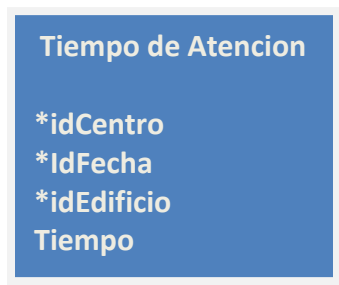 Tiempo de Atencion
*idCentro
*IdFecha
*idEdificio
Tiempo